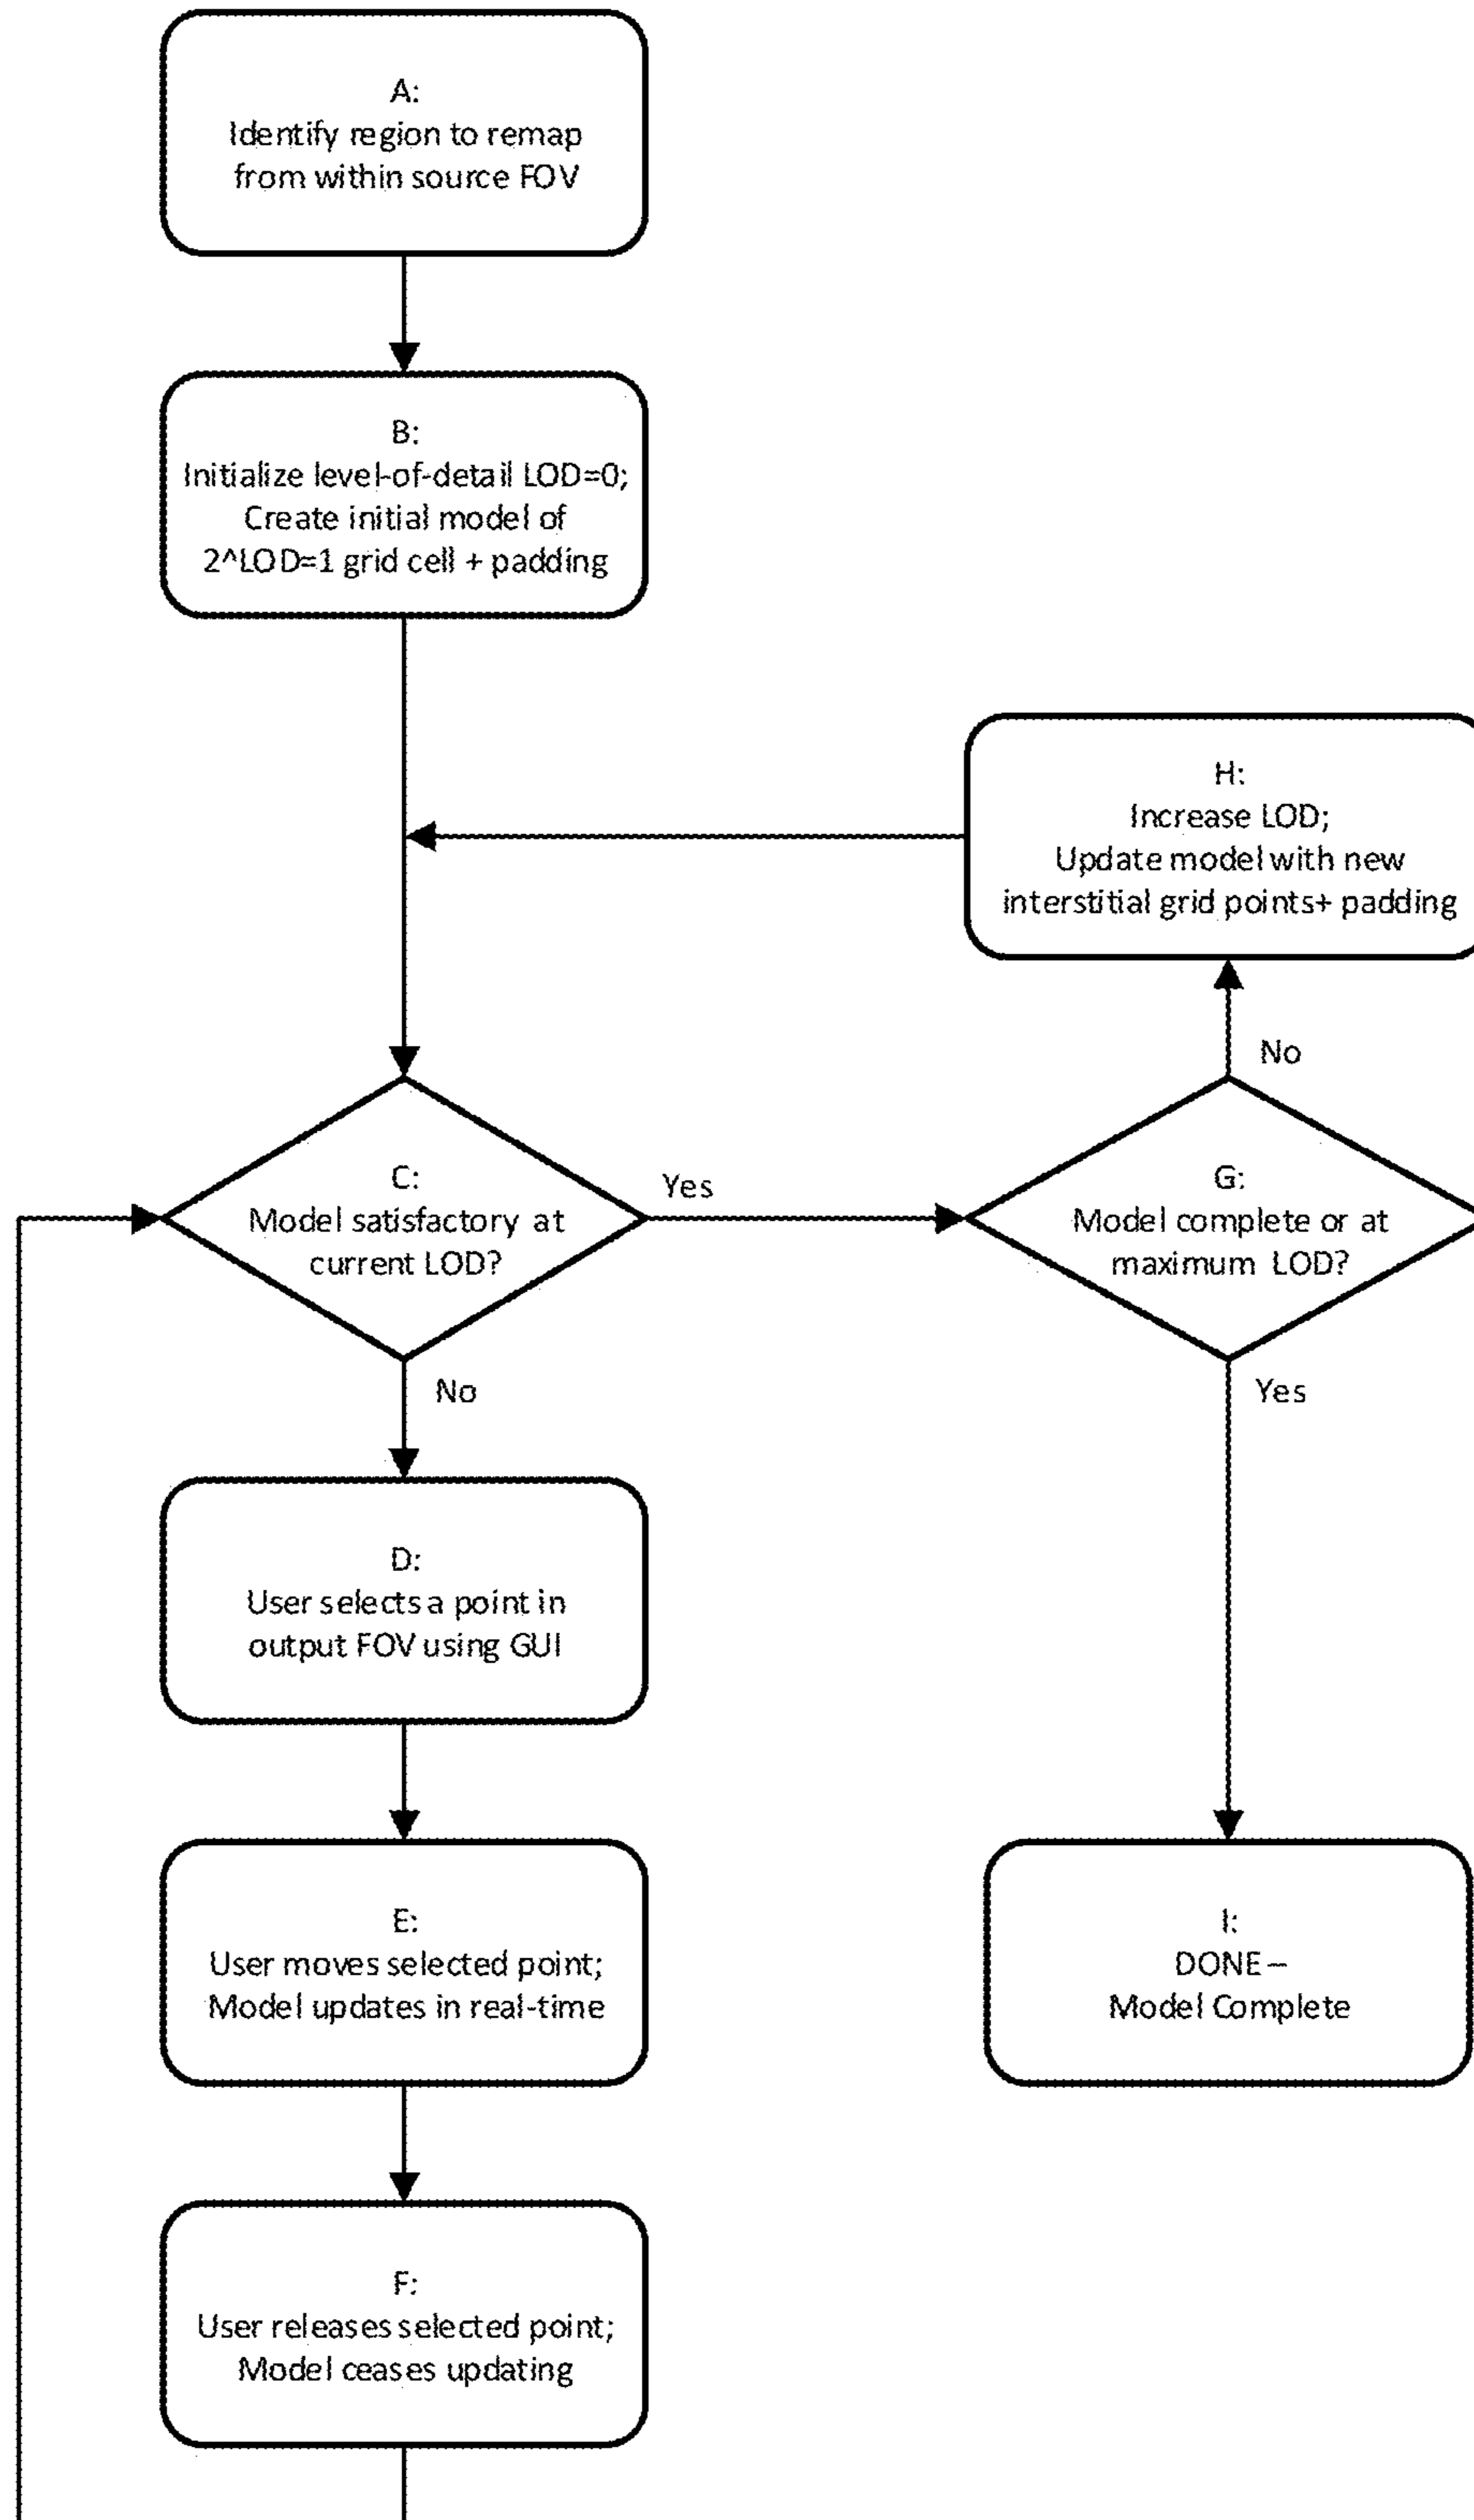 A:
Identify region to remap
from within source FOV
B:
Initialize level-of-detail LOD=0;
Create initial model of
2^LOD=1 grid cell + padding
H:
Increase LOD;
Update model with new
interstitial grid points+ padding
No
C:
Model satisfactory at
current LOD?
Yes
G:
Model complete or at
maximum LOD?
No
Yes
D:
User selects a point in
output FOV using GUI
E:
User moves selected point;
Model updates in real-time
I:
DONE –
Model Complete
F:
User releases selected point;
Model ceases updating